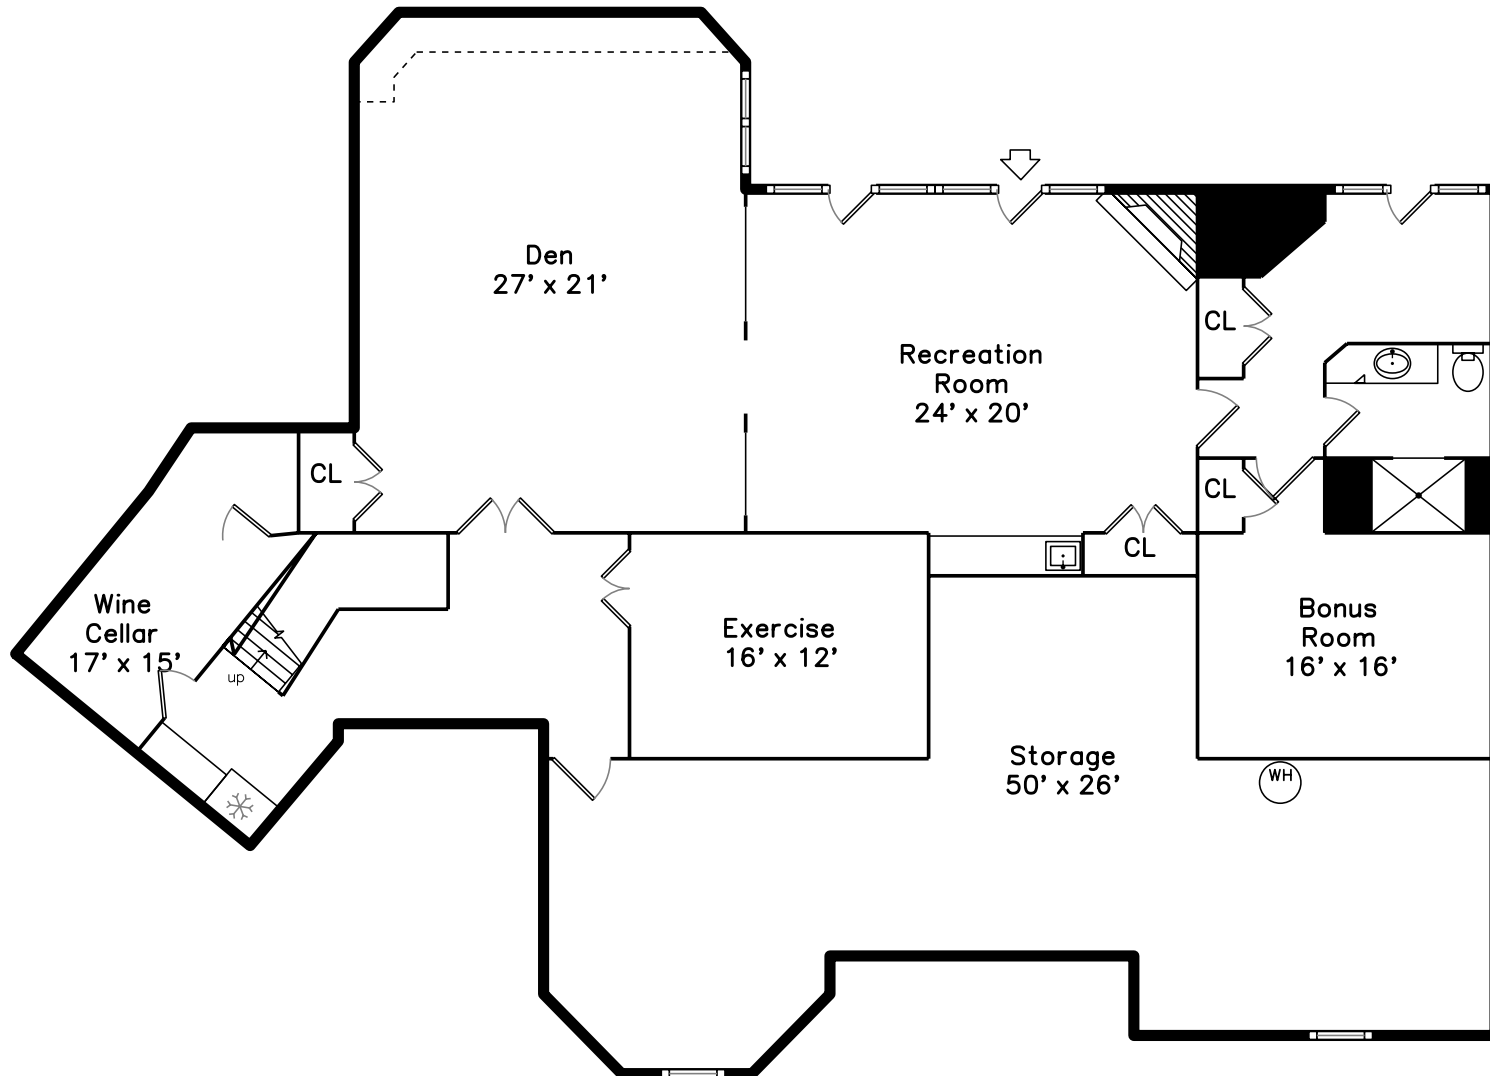 Den
27' x 21'
CL
Recreation
Room
24' x 20'
CL
CL
CL
Wine
Cellar
17' x 15'
up
Exercise
16' x 12'
Bonus
Room
16' x 16'
Storage
50' x 26'
WH